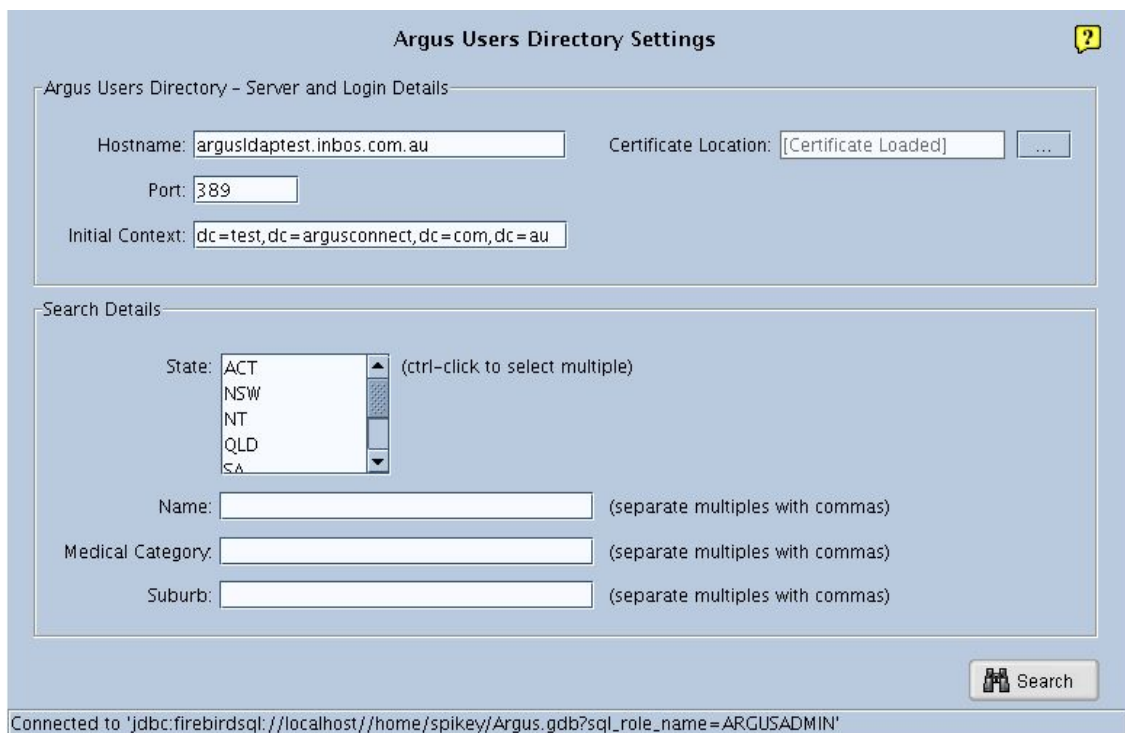 Argus Users Directory Settings
?
Argus Users Directory - Server and Login Details
Hostname: argusldaptest.inbos.com.au Certificate Location: [Certificate Loaded] ...
Port: 389
Initial Context: dc=test,dc=argusconnect,dc=com,dc=au
Search Details
State: ACT (ctrl-click to select multiple)
NSW
NT
QLD
SA
Name: (separate multiples with commas)
Medical Category: (separate multiples with commas)
Suburb: (separate multiples with commas)
Search
Connected to 'jdbc:firebirdsql://localhost//home/spikey/Argus.gdb?sql_role_name=ARGUSADMIN'